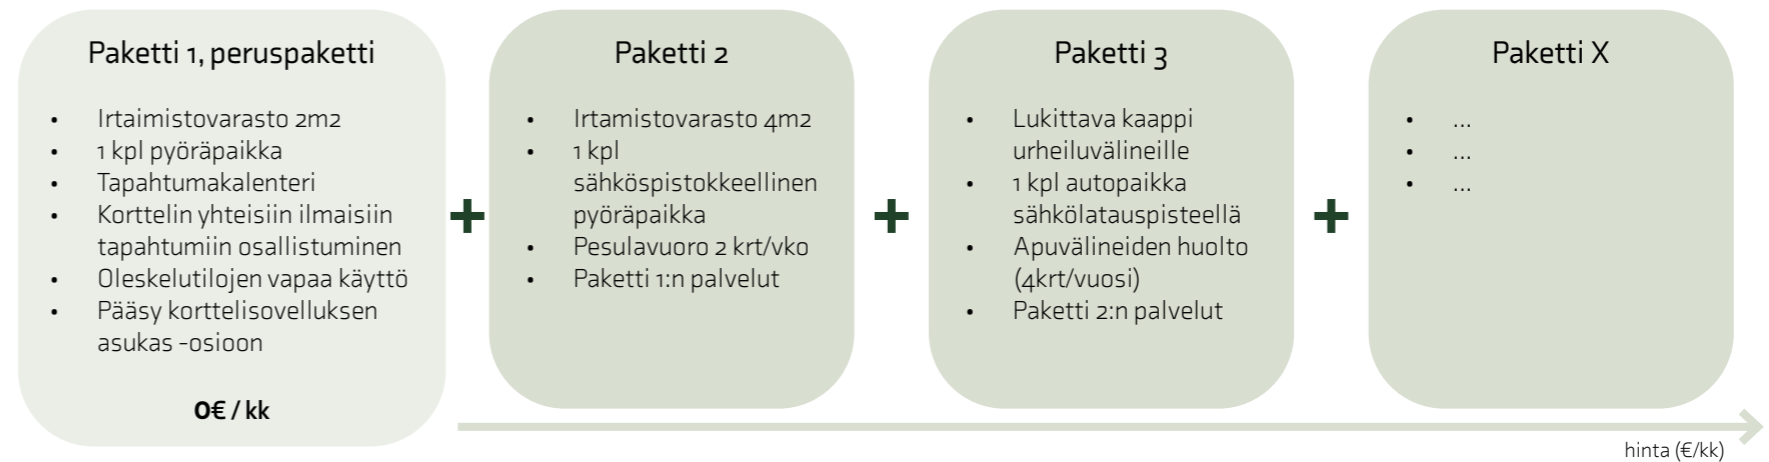 Paketti 1, peruspaketti
• Irtaimistovarasto 2m2
• 1 kpl pyöräpaikka
• Tapahtumakalenteri
• Korttelin yhteisiin ilmaisiin
tapahtumiin osallistuminen
• Oleskelutilojen vapaa käyttö
• Pääsy korttelisovelluksen
asukas -osioon
0€ / kk
+
Paketti 2
• Irtamistovarasto 4m2
• 1 kpl
sähköspistokkeellinen
pyöräpaikka
• Pesulavuoro 2 krt/vko
• Paketti 1:n palvelut
+
Paketti 3
• Lukittava kaappi
urheiluvälineille
• 1 kpl autopaikka
sähkölatauspisteellä
• Apuvälineiden huolto
(4krt/vuosi)
• Paketti 2:n palvelut
+
Paketti X
• ...
• ...
• ...
hinta (€/kk)